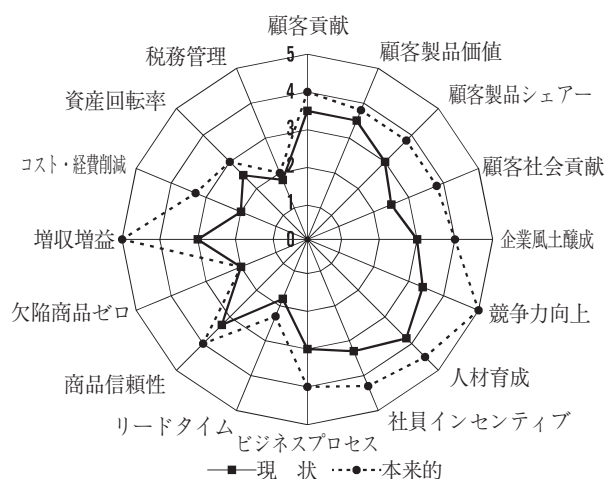 顧客貢献
顧客製品価値
顧客製品シェアー
顧客社会貢献
企業風土醸成
競争力向上
人材育成
社員インセンティブ
ビジネスプロセス
リードタイム
商品信頼性
欠陥商品ゼロ
増収増益
コスト・経費削減
資産回転率
税務管理
5
4
3
2
1
0
現　状
本来的